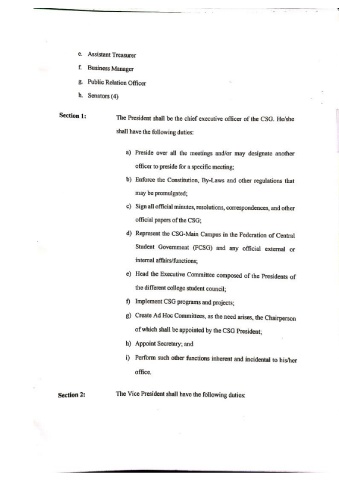 e. Assistant Treasurer
f. Business Manager
g. Public Relation Officer
h. Senators (4)
Section 1: The President shall be the chief executive officer of the CSG. He/she
shall have the following duties:
a) Preside over all the meetings and/or may designate another
officer to preside for a specific meeting;
b) Enforce the Constitution, By-Laws and other regulations that
may be promulgated;
c) Sign all official minutes, resolutions, correspondences, and other
official papers of the CSG;
d) Represent the CSG-Main Campus in the Federation of Central
Student Government (FCSG) and any official external or
internal affairs/functions;
e) Head the Executive Committee composed of the Presidents of
the different college student council;
f) Implement CSG programs and projects;
g) Create Ad Hoc Committees, as the need arises, the Chairperson
of which shall be appointed by the CSG President;
h) Appoint Secretary; and
i) Perform such other functions inherent and incidental to his/her
office.
Section 2: The Vice President shall have the following duties: